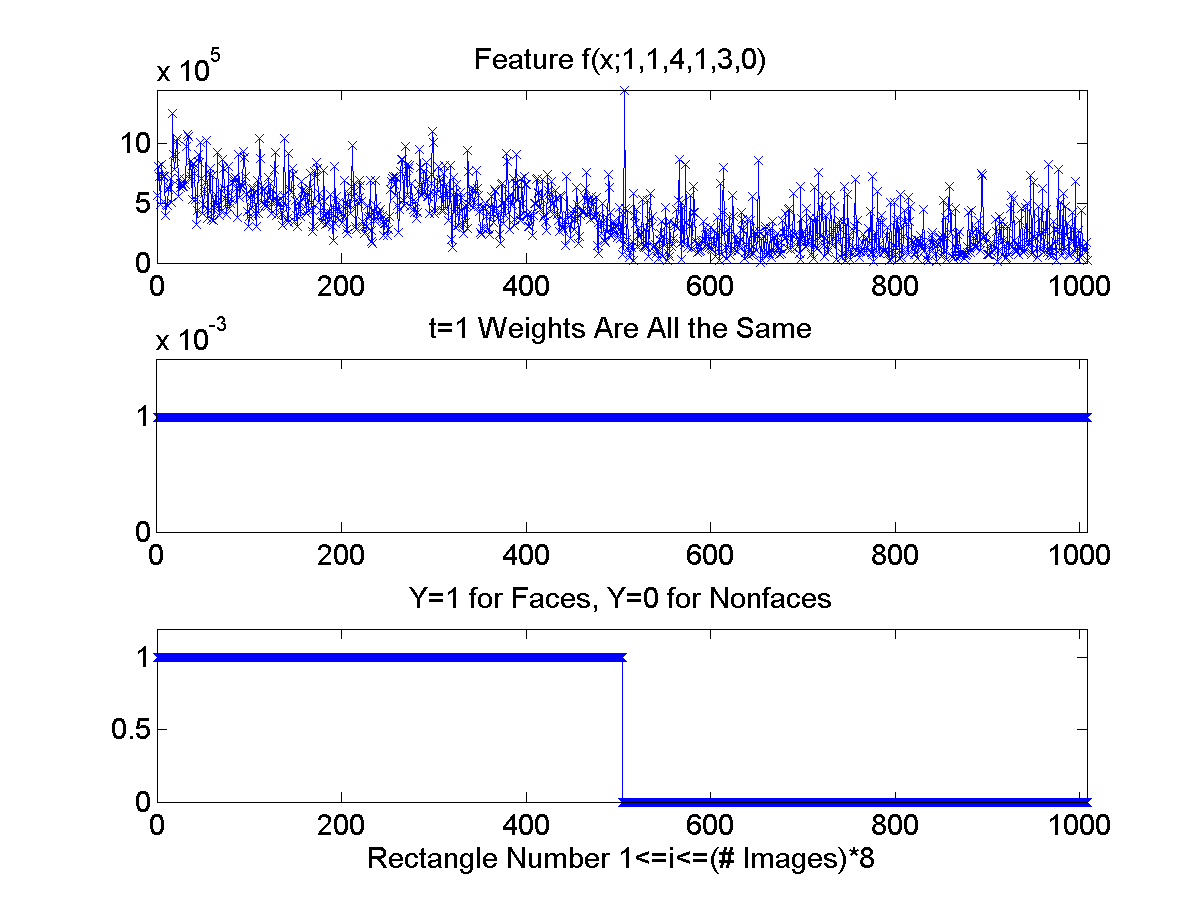 Feature f(x;1,1,4,1,3,0)
x 10^5
10
5
0
0 200 400 600 800 1000
t=1 Weights Are All the Same
x 10^-3
1
0
0 200 400 600 800 1000
Y=1 for Faces, Y=0 for Nonfaces
1
0.5
0
0 200 400 600 800 1000
Rectangle Number 1<=i<=(# Images)*8